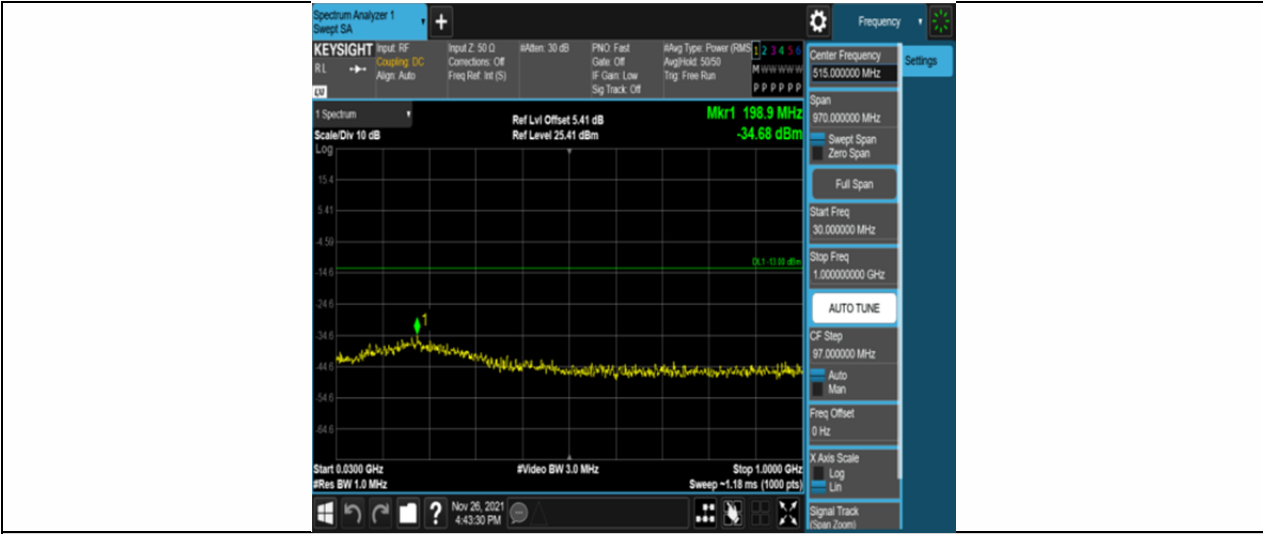 Spectrum Analyzer 1
Swept SA
Frequency
KEYSIGHT
RL
LV
Input: RF
Coupling: DC
Align: Auto
Input Z: 50 Ω
Corrections: Off
Freq Ref: Int (S)
#Atten: 30 dB
PNO: Fast
Gate: Off
IF Gain: Low
Sig Track: Off
#Avg Type: Power (RMS
Avg|Hold: 50/50
Trig: Free Run
1 2 3 4 5 6
M W W W W W
P P P P P P
1 Spectrum
Scale/Div 10 dB
Log
Ref Lvl Offset 5.41 dB
Ref Level 25.41 dBm
Mkr1 198.9 MHz
-34.68 dBm
15.4
5.41
-4.59
-14.6
-24.6
-34.6
-44.6
-54.6
-64.6
DL1 -13.00 dBm
1
Start 0.0300 GHz
#Res BW 1.0 MHz
#Video BW 3.0 MHz
Stop 1.0000 GHz
Sweep ~1.18 ms (1000 pts)
Nov 26, 2021
4:43:30 PM
Center Frequency
515.000000 MHz
Settings
Span
970.000000 MHz
Swept Span
Zero Span
Full Span
Start Freq
30.000000 MHz
Stop Freq
1.000000000 GHz
AUTO TUNE
CF Step
97.000000 MHz
Auto
Man
Freq Offset
0 Hz
X Axis Scale
Log
Lin
Signal Track
(Span Zoom)